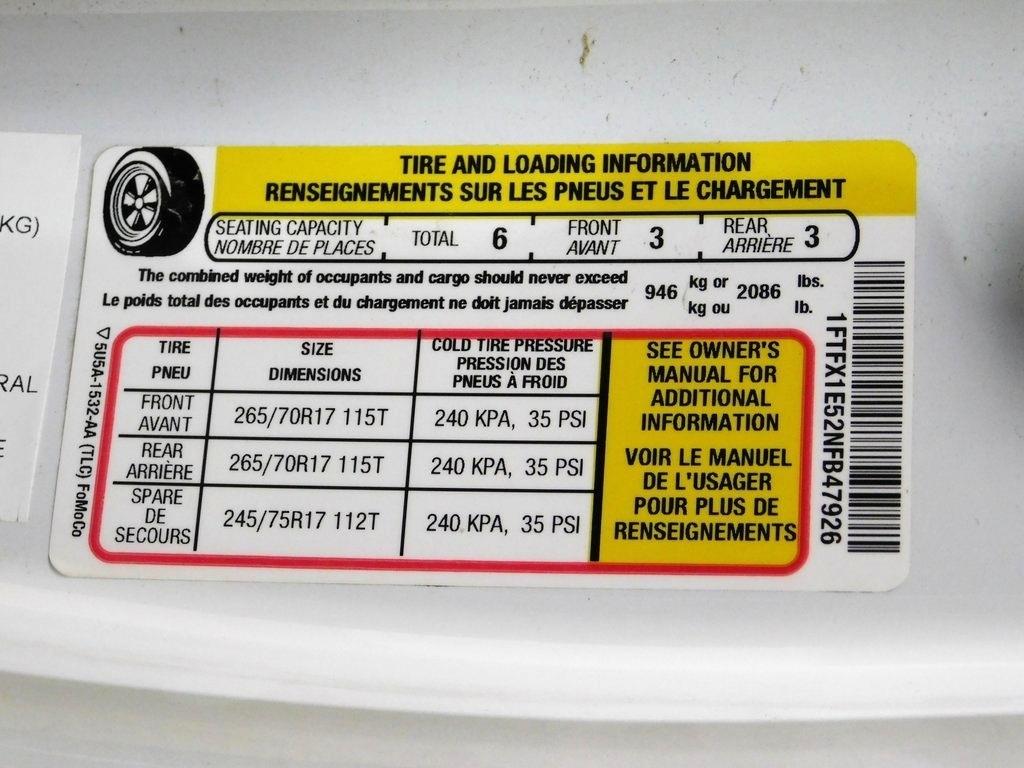 KG)
RAL
E
TIRE AND LOADING INFORMATION
RENSEIGNEMENTS SUR LES PNEUS ET LE CHARGEMENT
SEATING CAPACITY TOTAL 6 FRONT 3 REAR 3
NOMBRE DE PLACES AVANT ARRIÈRE
The combined weight of occupants and cargo should never exceed 946 kg or 2086 lbs.
Le poids total des occupants et du chargement ne doit jamais dépasser kg ou lb.
TIRE SIZE COLD TIRE PRESSURE
PNEU DIMENSIONS PRESSION DES
PNEUS À FROID
FRONT
AVANT 265/70R17 115T 240 KPA, 35 PSI
REAR
ARRIÈRE 265/70R17 115T 240 KPA, 35 PSI
SPARE
DE
SECOURS 245/75R17 112T 240 KPA, 35 PSI
SEE OWNER'S
MANUAL FOR
ADDITIONAL
INFORMATION
VOIR LE MANUEL
DE L'USAGER
POUR PLUS DE
RENSEIGNEMENTS
5U5A-1532-AA (TLC) FoMoCo
1FTFX1E52NFB47926